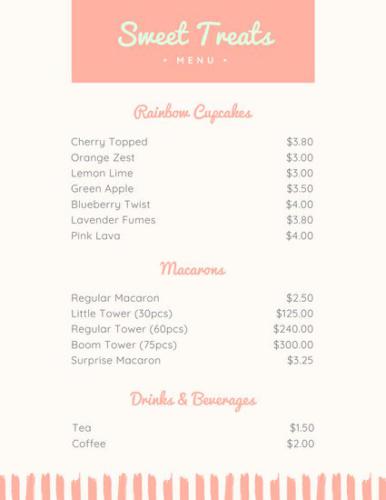 Sweet Treats
- MENU -
Rainbow Cupcakes
Cherry Topped $3.80
Orange Zest $3.00
Lemon Lime $3.00
Green Apple $3.50
Blueberry Twist $4.00
Lavender Fumes $3.80
Pink Lava $4.00
Macarons
Regular Macaron $2.50
Little Tower (30pcs) $125.00
Regular Tower (60pcs) $240.00
Boom Tower (75pcs) $300.00
Surprise Macaron $3.25
Drinks & Beverages
Tea $1.50
Coffee $2.00